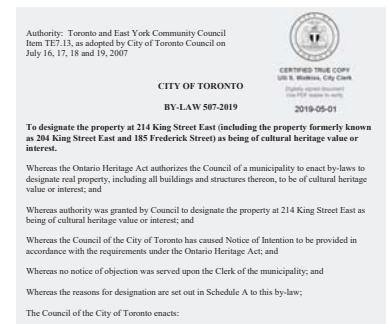 Authority: Toronto and East York Community Council
Item TE7.13, as adopted by City of Toronto Council on
July 16, 17, 18 and 19, 2007
CERTIFIED TRUE COPY
Ulli S. Watkiss, City Clerk
Digitally signed document
Use PDF reader to verify
2019-05-01
CITY OF TORONTO
BY-LAW 507-2019
To designate the property at 214 King Street East (including the property formerly known
as 204 King Street East and 185 Frederick Street) as being of cultural heritage value or
interest.
Whereas the Ontario Heritage Act authorizes the Council of a municipality to enact by-laws to
designate real property, including all buildings and structures thereon, to be of cultural heritage
value or interest; and
Whereas authority was granted by Council to designate the property at 214 King Street East as
being of cultural heritage value or interest; and
Whereas the Council of the City of Toronto has caused Notice of Intention to be provided in
accordance with the requirements under the Ontario Heritage Act; and
Whereas no notice of objection was served upon the Clerk of the municipality; and
Whereas the reasons for designation are set out in Schedule A to this by-law;
The Council of the City of Toronto enacts: